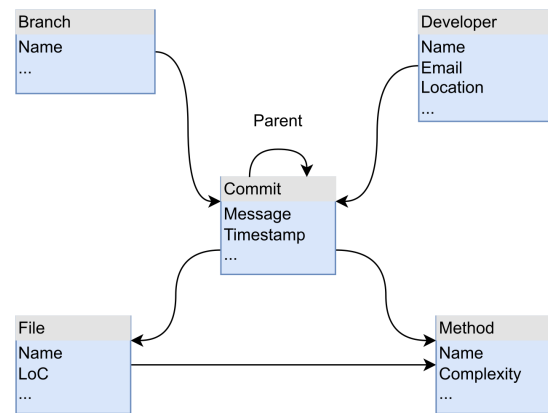 Branch
Name
...
Developer
Name
Email
Location
...
Parent
Commit
Message
Timestamp
...
File
Name
LoC
...
Method
Name
Complexity
...